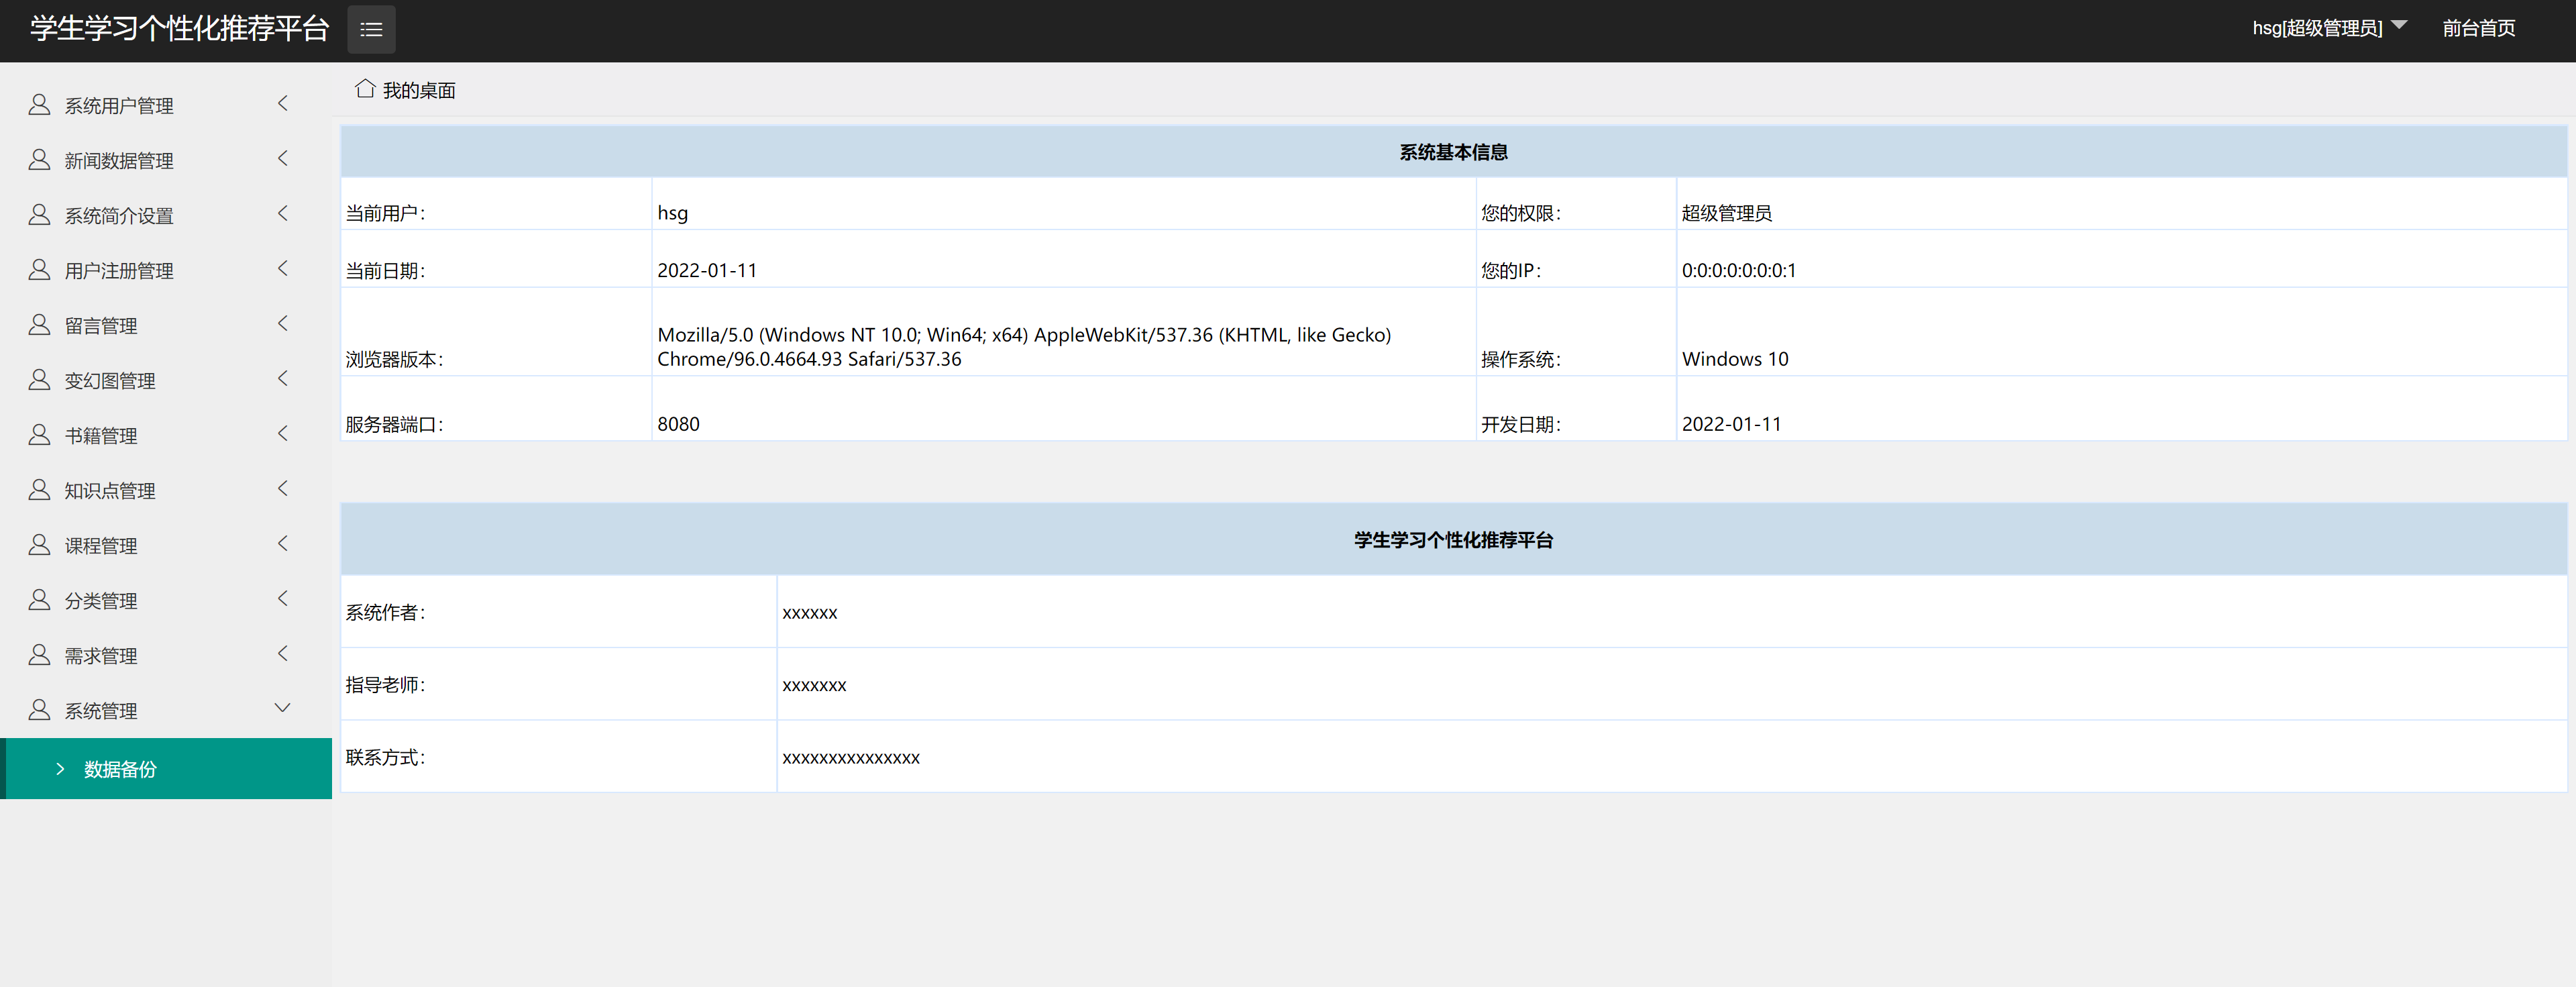 学生学习个性化推荐平台
hsg[超级管理员]
前台首页
系统用户管理
新闻数据管理
系统简介设置
用户注册管理
留言管理
变幻图管理
书籍管理
知识点管理
课程管理
分类管理
需求管理
系统管理
数据备份
我的桌面
系统基本信息
当前用户： hsg 您的权限： 超级管理员
当前日期： 2022-01-11 您的IP： 0:0:0:0:0:0:0:1
Mozilla/5.0 (Windows NT 10.0; Win64; x64) AppleWebKit/537.36 (KHTML, like Gecko)
浏览器版本： Chrome/96.0.4664.93 Safari/537.36 操作系统： Windows 10
服务器端口： 8080 开发日期： 2022-01-11
学生学习个性化推荐平台
系统作者： xxxxxx
指导老师： xxxxxxx
联系方式： xxxxxxxxxxxxxxx